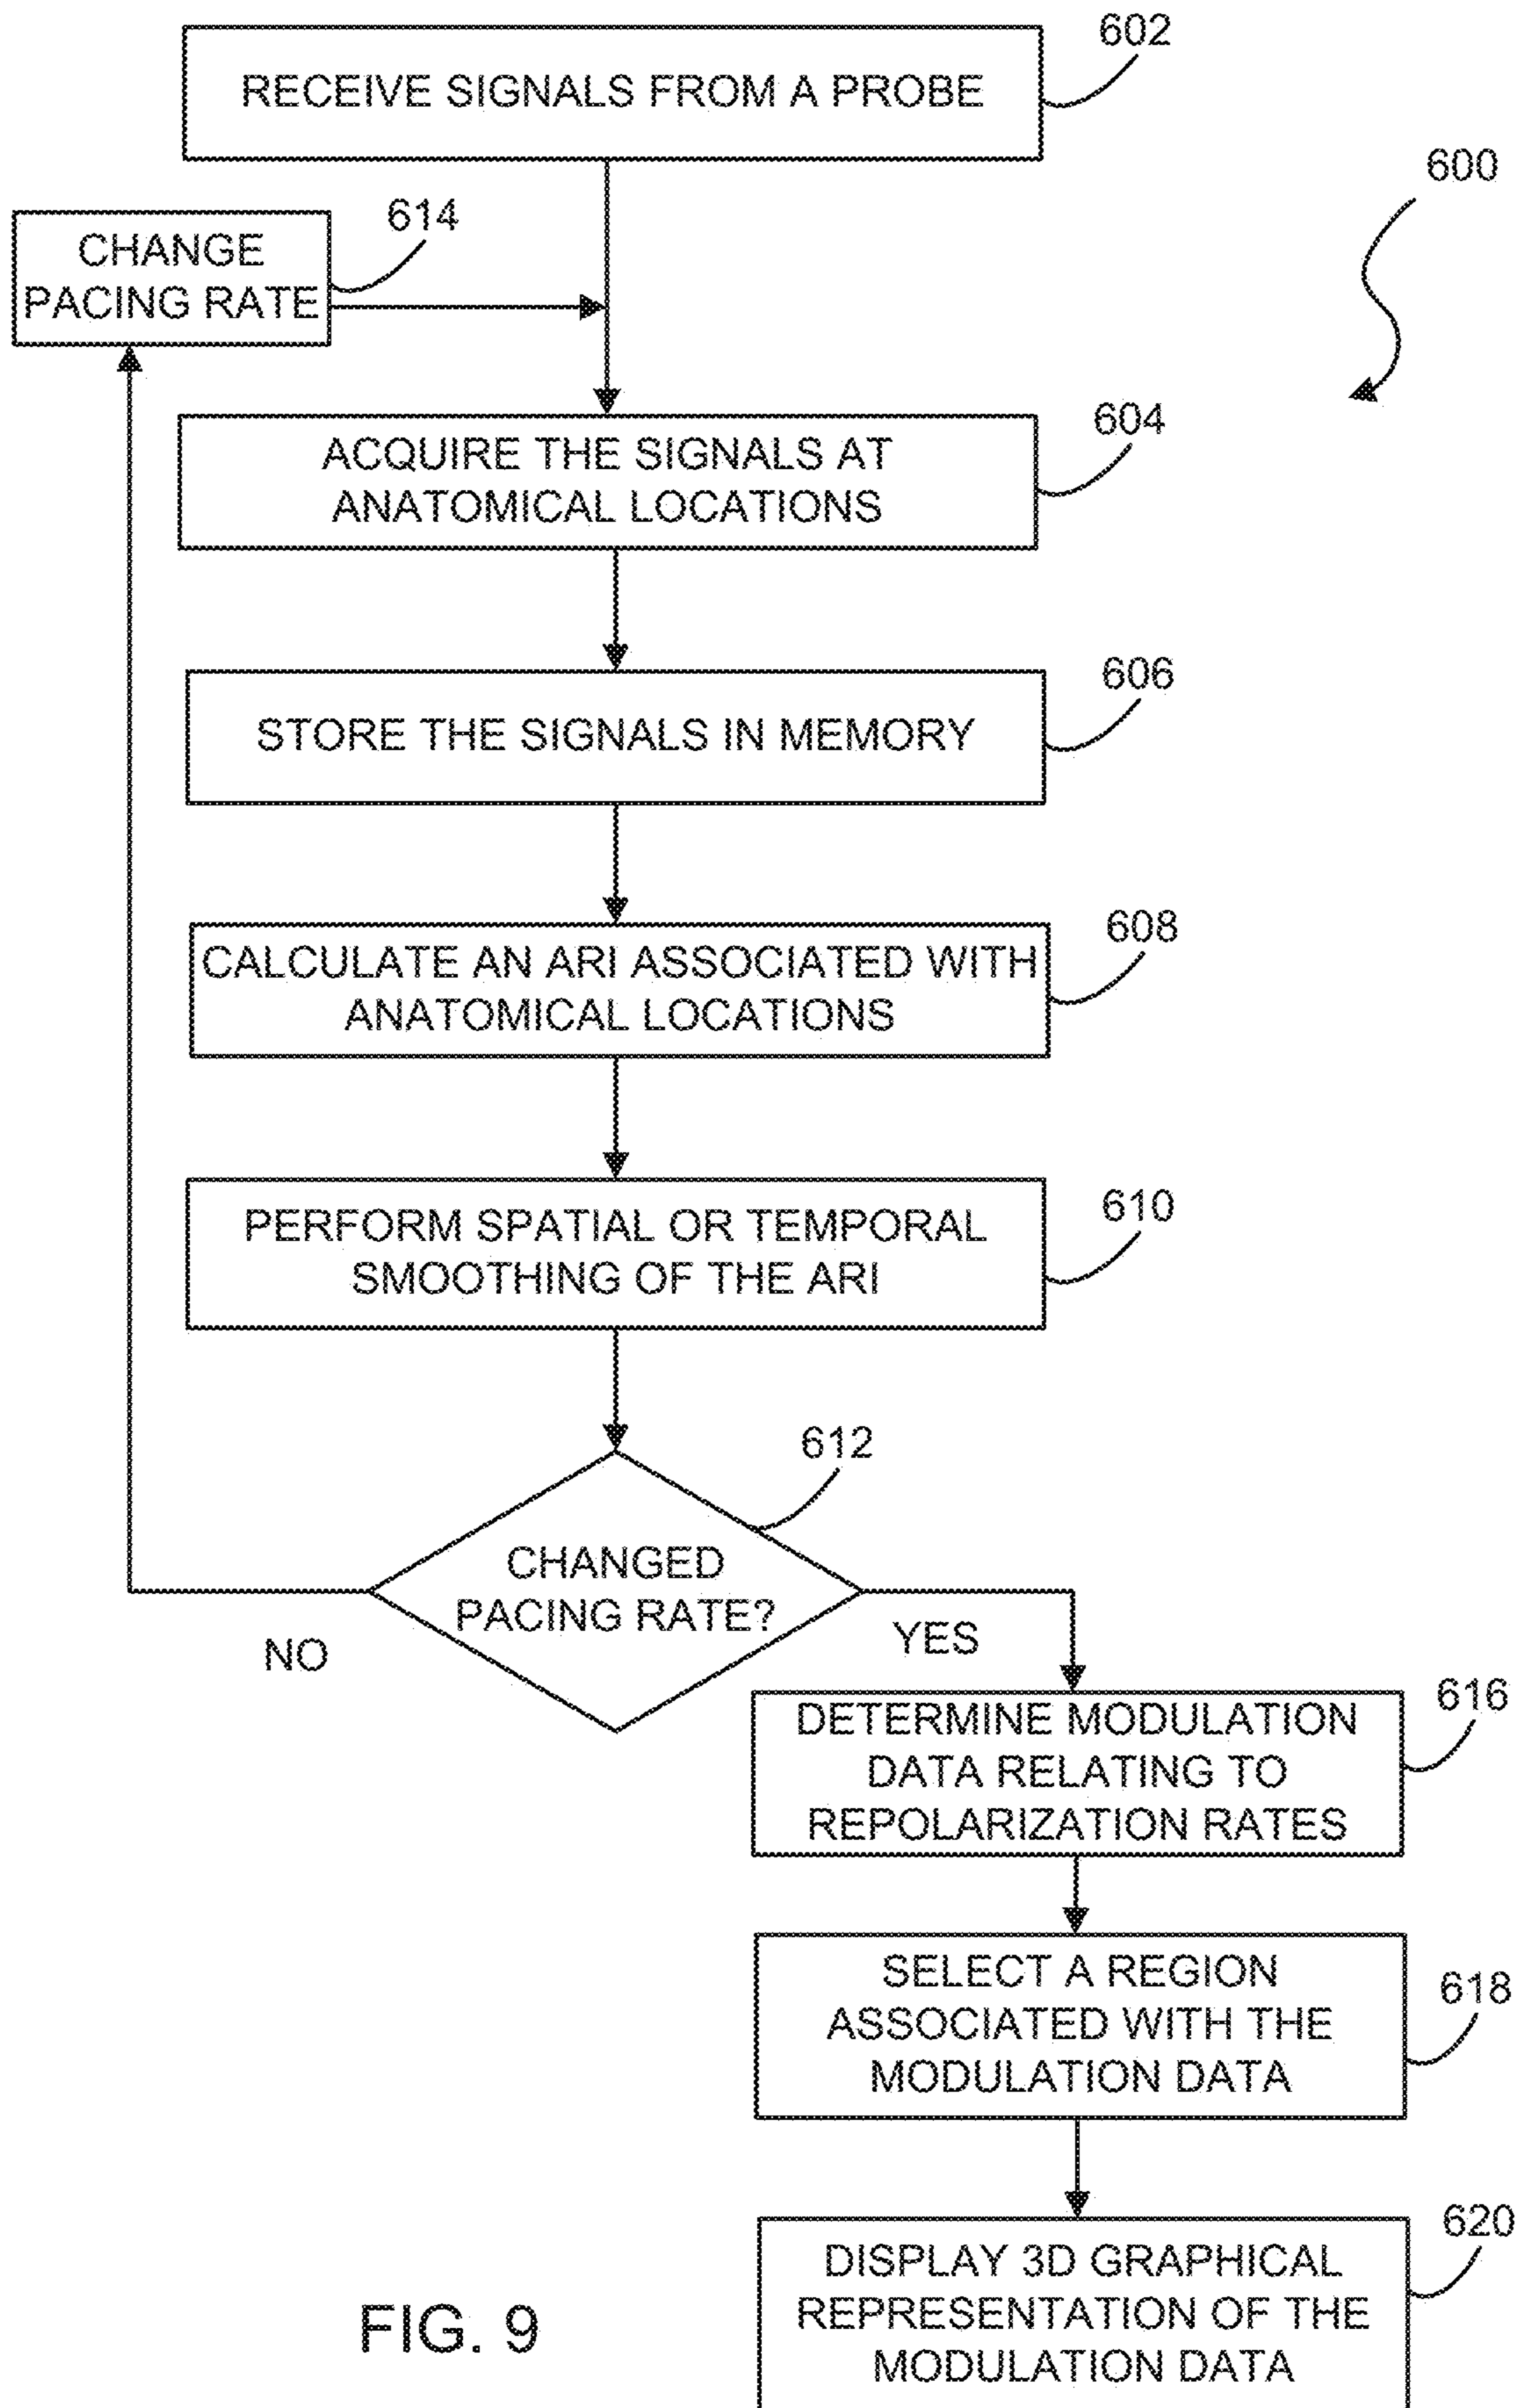 602
RECEIVE SIGNALS FROM A PROBE
600
614
CHANGE
PACING RATE
604
ACQUIRE THE SIGNALS AT
ANATOMICAL LOCATIONS
606
STORE THE SIGNALS IN MEMORY
608
CALCULATE AN ARI ASSOCIATED WITH
ANATOMICAL LOCATIONS
610
PERFORM SPATIAL OR TEMPORAL
SMOOTHING OF THE ARI
612
CHANGED
PACING RATE?
NO
YES
616
DETERMINE MODULATION
DATA RELATING TO
REPOLARIZATION RATES
618
SELECT A REGION
ASSOCIATED WITH THE
MODULATION DATA
620
DISPLAY 3D GRAPHICAL
REPRESENTATION OF THE
MODULATION DATA
FIG. 9